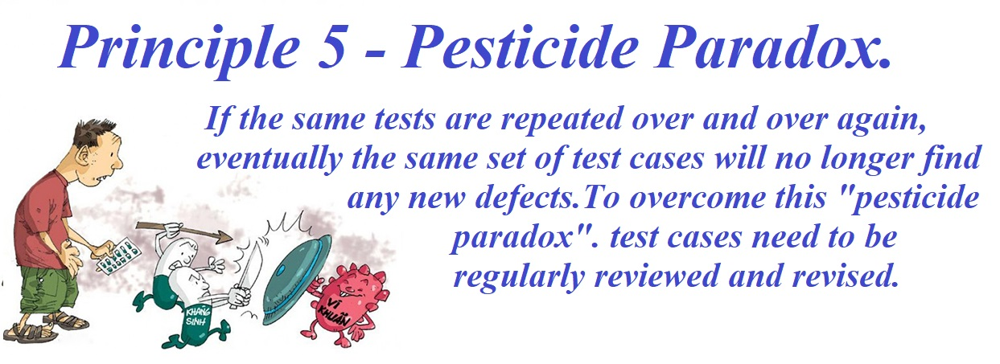 Principle 5 - Pesticide Paradox.
If the same tests are repeated over and over again,
eventually the same set of test cases will no longer find
any new defects.To overcome this "pesticide
paradox". test cases need to be
regularly reviewed and revised.
KHÁNG
SINH
VI
KHUẨN